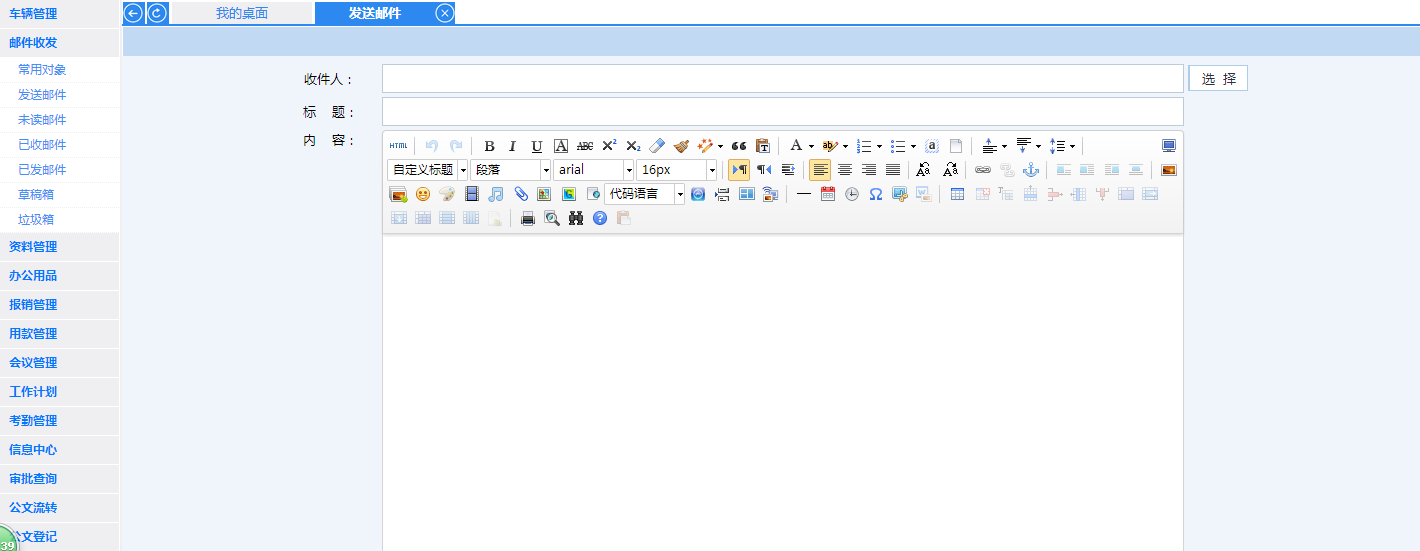 车辆管理
邮件收发
常用对象
发送邮件
未读邮件
已收邮件
已发邮件
草稿箱
垃圾箱
资料管理
办公用品
报销管理
用款管理
会议管理
工作计划
考勤管理
信息中心
审批查询
公文流转
公文登记
39
我的桌面 发送邮件
收件人：
选 择
标 题：
内 容：
HTML B I U A ABC X² X₂ A ab a
自定义标题 段落 arial 16px
代码语言